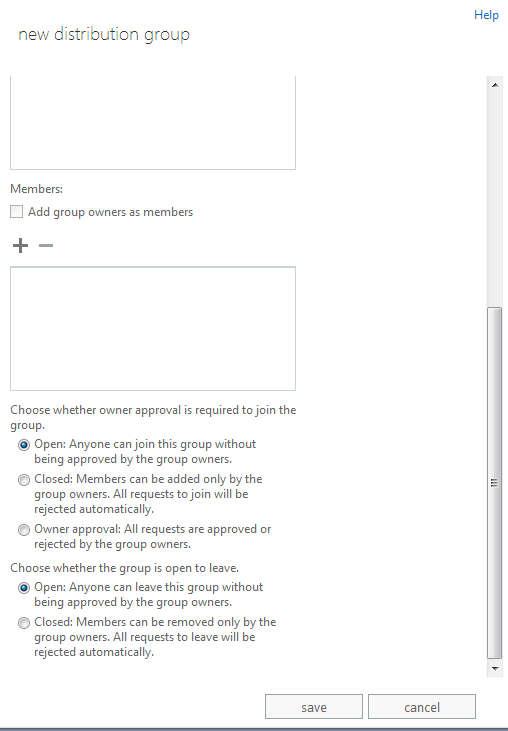 Help
new distribution group
Members:
Add group owners as members
Choose whether owner approval is required to join the
group.
Open: Anyone can join this group without
being approved by the group owners.
Closed: Members can be added only by the
group owners. All requests to join will be
rejected automatically.
Owner approval: All requests are approved or
rejected by the group owners.
Choose whether the group is open to leave.
Open: Anyone can leave this group without
being approved by the group owners.
Closed: Members can be removed only by the
group owners. All requests to leave will be
rejected automatically.
save
cancel